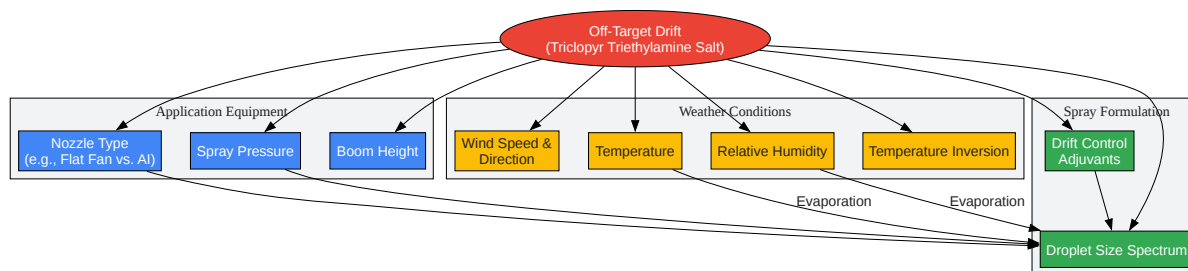 Off-Target Drift
(Triclopyr Triethylamine Salt)
Application Equipment
Weather Conditions
Spray Formulation
Nozzle Type
(e.g., Flat Fan vs. AI)
Spray Pressure
Boom Height
Wind Speed &
Direction
Temperature
Relative Humidity
Temperature Inversion
Drift Control
Adjuvants
Evaporation
Evaporation
Droplet Size Spectrum